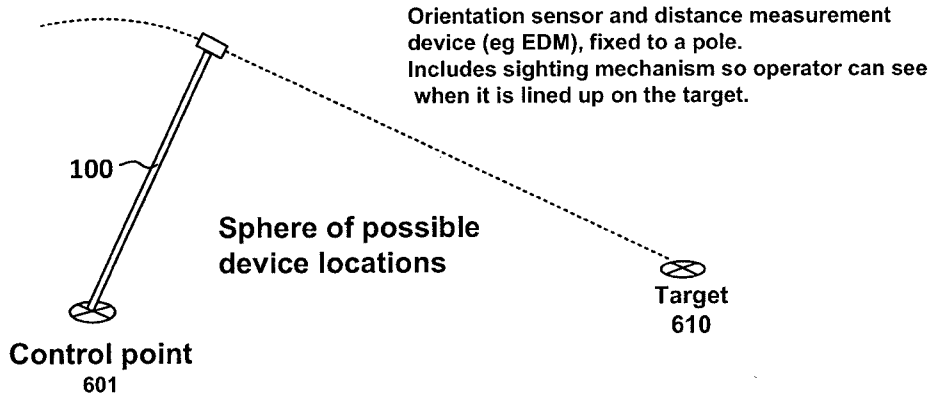 Orientation sensor and distance measurement
device (eg EDM), fixed to a pole.
Includes sighting mechanism so operator can see
when it is lined up on the target.
100
Sphere of possible
device locations
Target
610
Control point
601